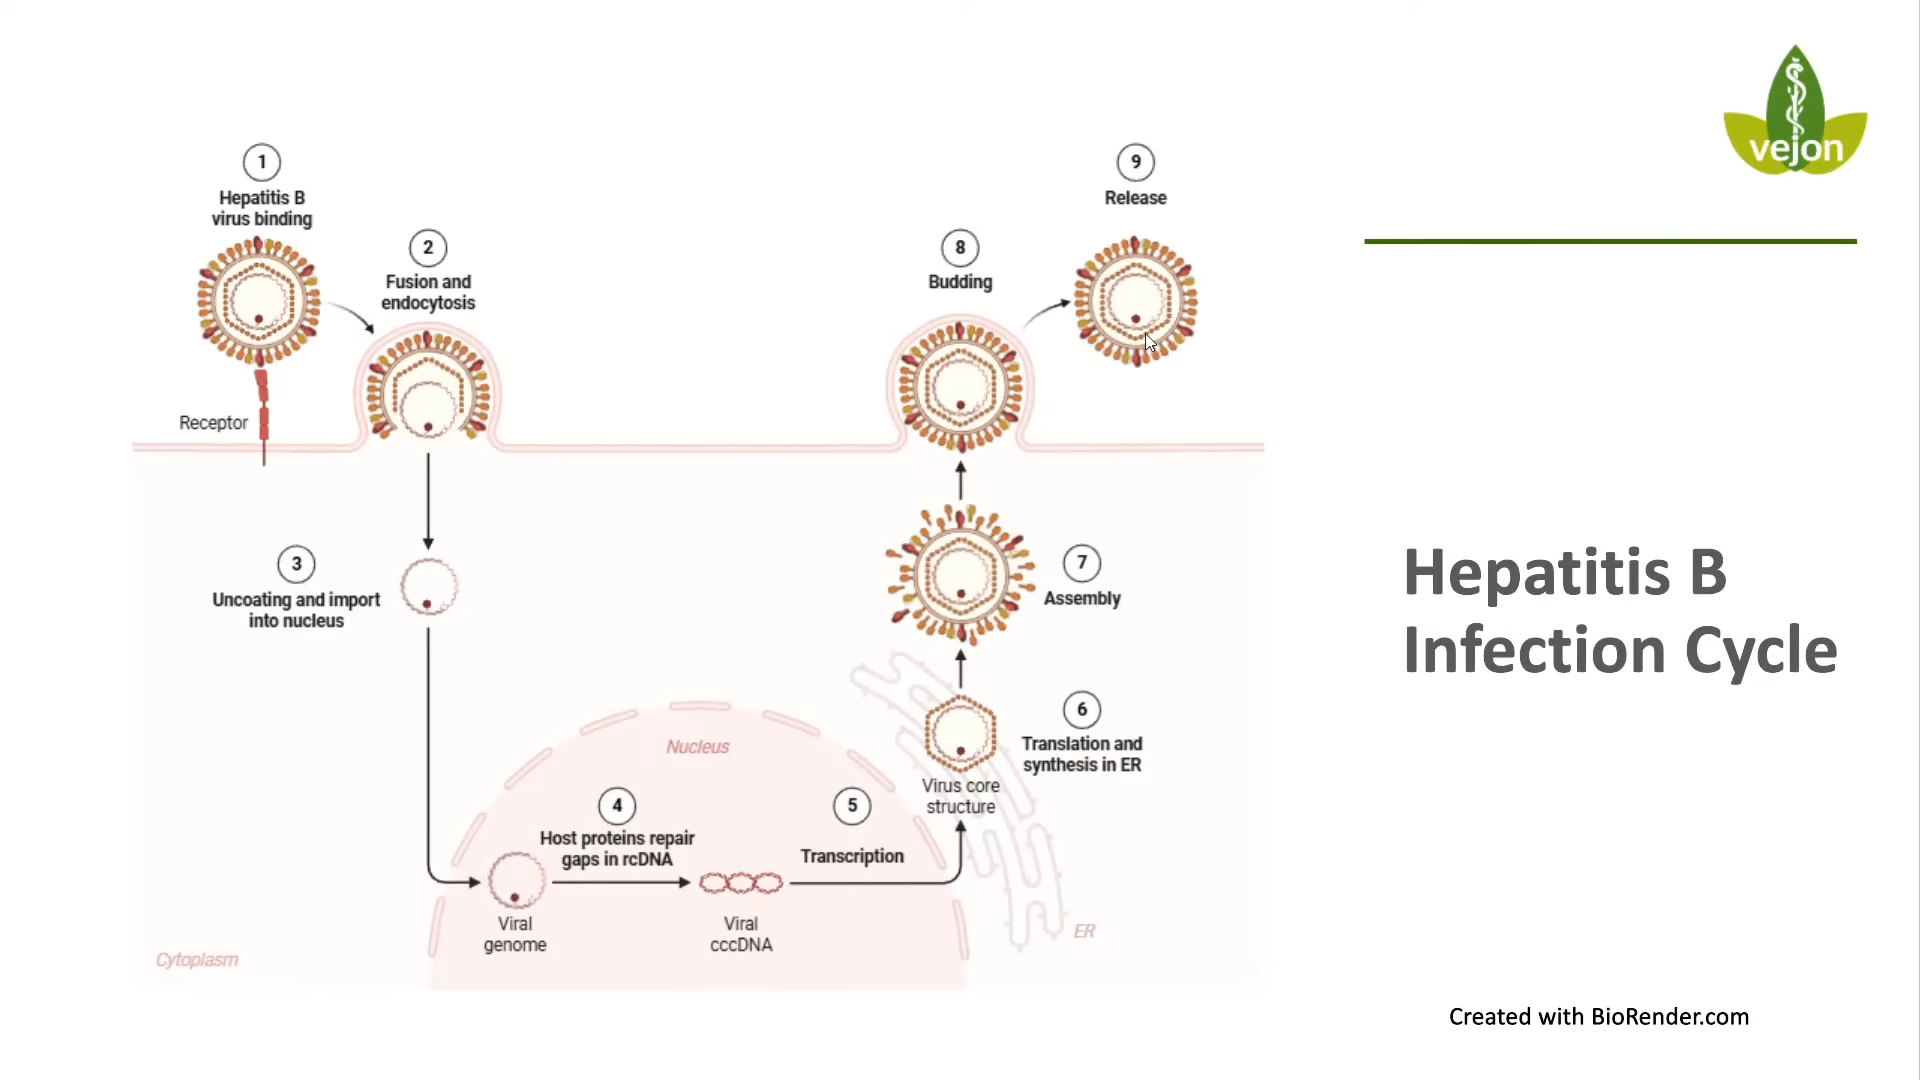 1
Hepatitis B
virus binding
2
Fusion and
endocytosis
Receptor
3
Uncoating and import
into nucleus
Nucleus
4
Host proteins repair
gaps in rcDNA
Viral
genome
Viral
cccDNA
5
Transcription
Virus core
structure
6
Translation and
synthesis in ER
ER
7
Assembly
8
Budding
9
Release
Cytoplasm
vejon
Hepatitis B
Infection Cycle
Created with BioRender.com